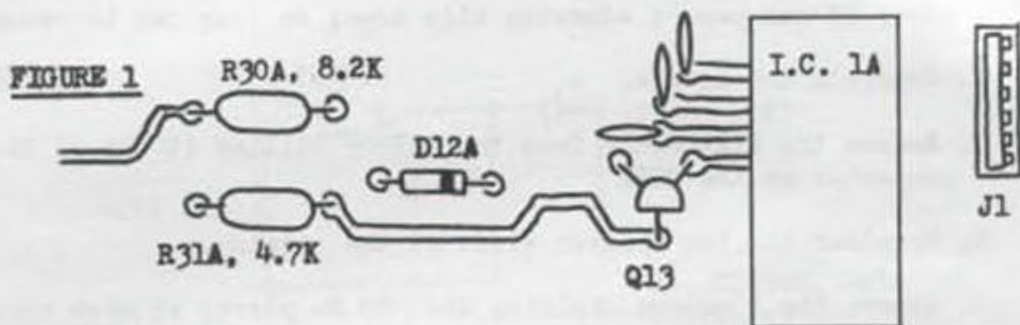 FIGURE 1
R30A, 8.2K
I.C. 1A
D12A
J1
R31A, 4.7K
Q13